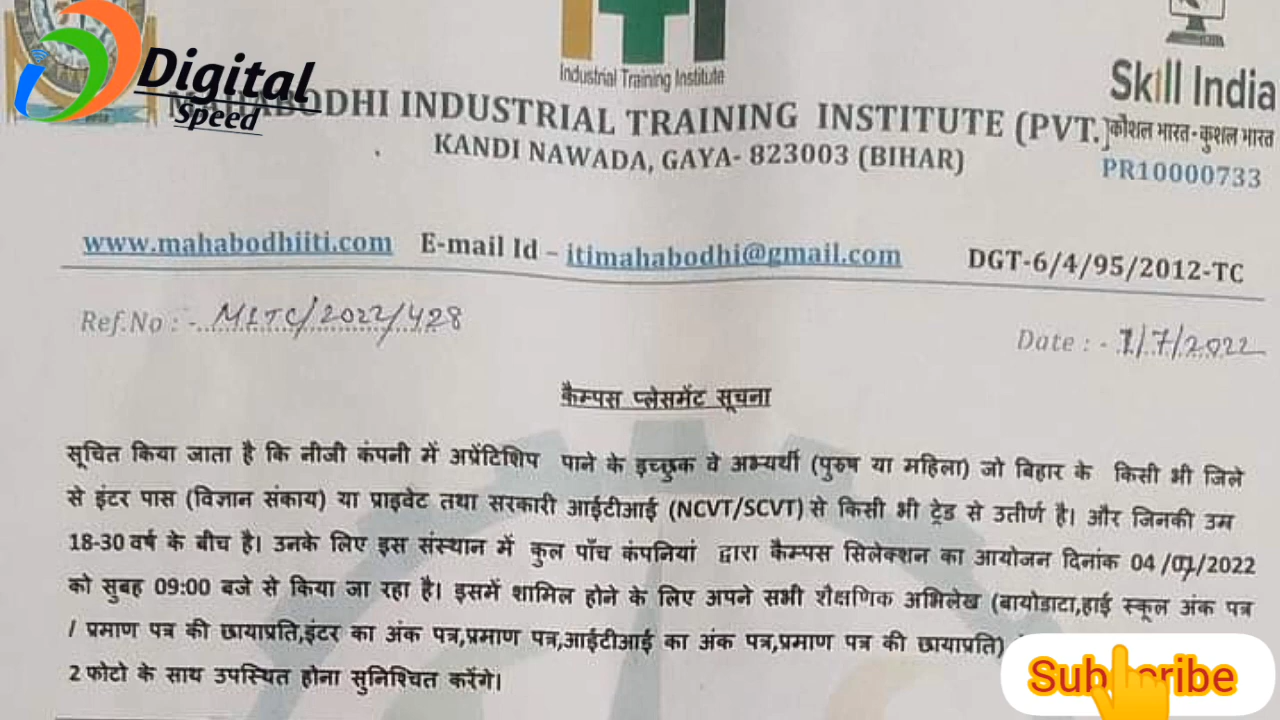 Digital
Speed
Industrial Training Institute
Skill India
कौशल भारत-कुशल भारत
BODHI INDUSTRIAL TRAINING INSTITUTE (PVT.)
KANDI NAWADA, GAYA- 823003 (BIHAR)
PR10000733
www.mahabodhiiti.com E-mail Id – itimahabodhi@gmail.com DGT-6/4/95/2012-TC
Ref.No : - MITC/2022/428
Date : - 1/7/2022
कैम्पस प्लेसमेंट सूचना
सूचित किया जाता है कि नीजी कंपनी में अप्रेंटिशिप पाने के इच्छुक वे अभ्यर्थी (पुरुष या महिला) जो बिहार के किसी भी जिले
से इंटर पास (विज्ञान संकाय) या प्राइवेट तथा सरकारी आईटीआई (NCVT/SCVT) से किसी भी ट्रेड से उतीर्ण है। और जिनकी उम्र
18-30 वर्ष के बीच है। उनके लिए इस संस्थान में कुल पाँच कंपनियां द्वारा कैम्पस सिलेक्शन का आयोजन दिनांक 04 /07/2022
को सुबह 09:00 बजे से किया जा रहा है। इसमें शामिल होने के लिए अपने सभी शैक्षणिक अभिलेख (बायोडाटा,हाई स्कूल अंक पत्र
/ प्रमाण पत्र की छायाप्रति,इंटर का अंक पत्र,प्रमाण पत्र,आईटीआई का अंक पत्र,प्रमाण पत्र की छायाप्रति)
2 फोटो के साथ उपस्थित होना सुनिश्चित करेंगे।
Subscribe